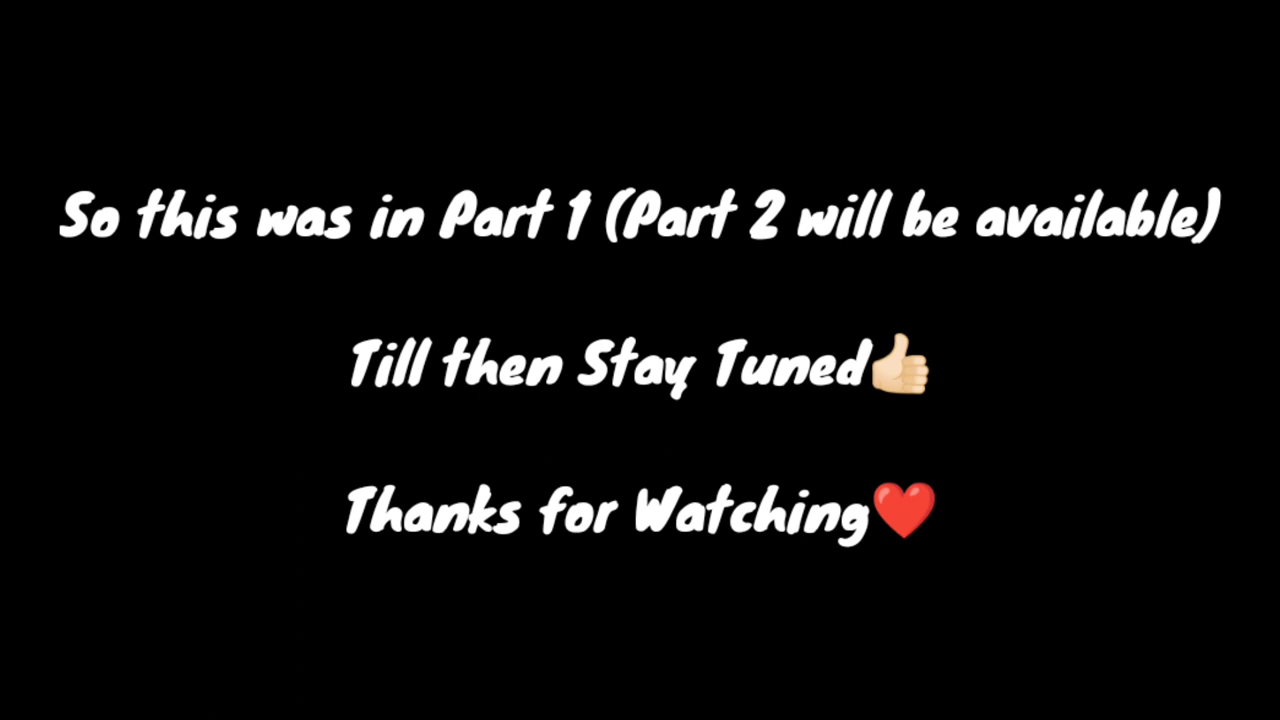 So this was in Part 1 (Part 2 will be available)
Till then Stay Tuned👍🏻
Thanks for Watching❤️